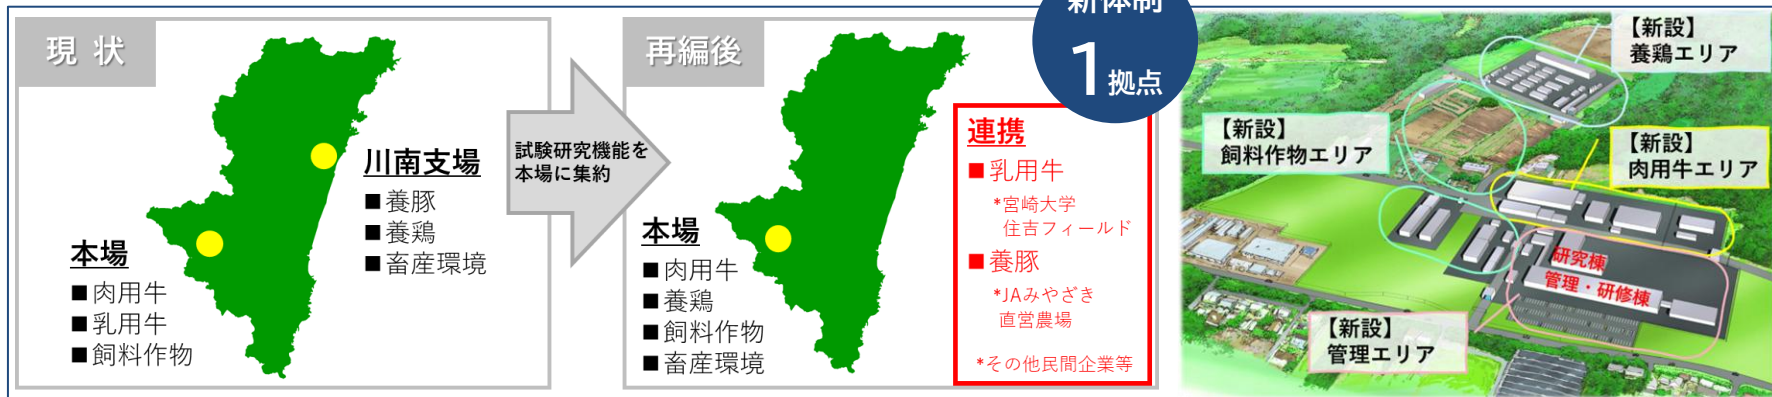 現 状
本場
■肉用牛
■乳用牛
■飼料作物
川南支場
■養豚
■養鶏
■畜産環境
試験研究機能を
本場に集約
再編後
本場
■肉用牛
■養鶏
■飼料作物
■畜産環境
新体制
1拠点
連携
■乳用牛
*宮崎大学
住吉フィールド
■養豚
*JAみやざき
直営農場
*その他民間企業等
【新設】
養鶏エリア
【新設】
飼料作物エリア
【新設】
肉用牛エリア
研究棟
管理・研修棟
【新設】
管理エリア